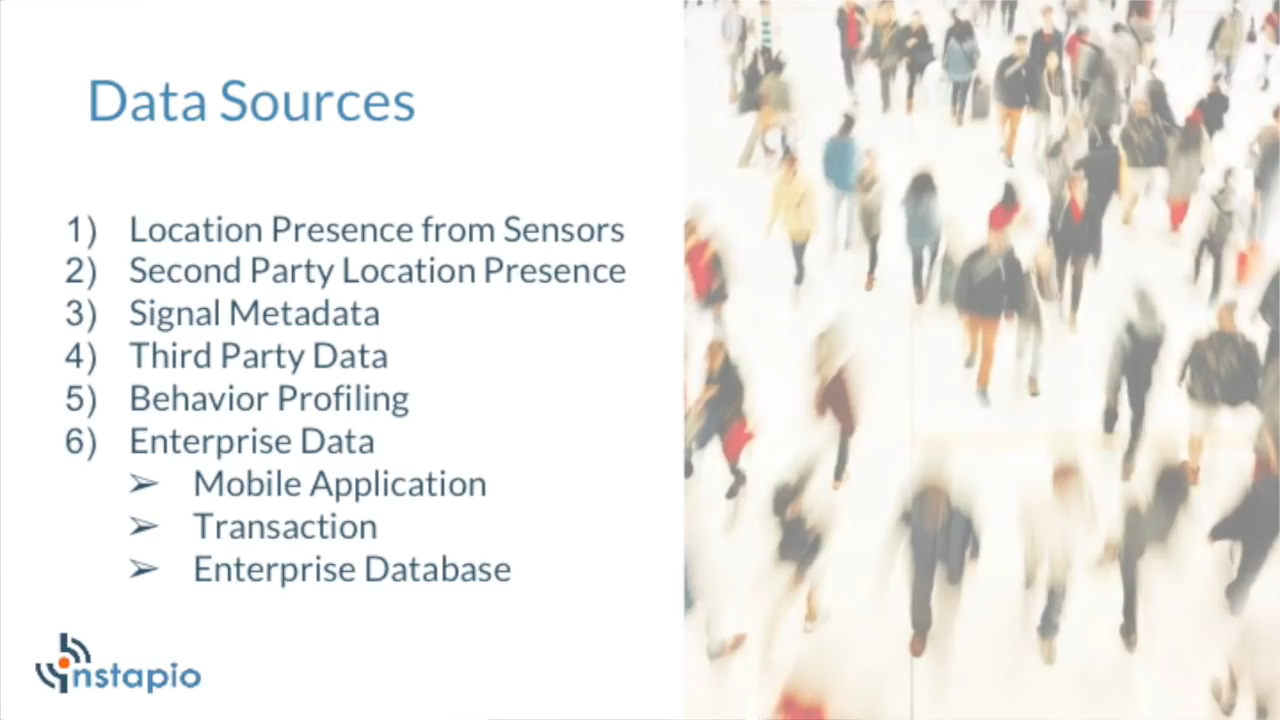 Data Sources
1) Location Presence from Sensors
2) Second Party Location Presence
3) Signal Metadata
4) Third Party Data
5) Behavior Profiling
6) Enterprise Data
➢ Mobile Application
➢ Transaction
➢ Enterprise Database
instapio